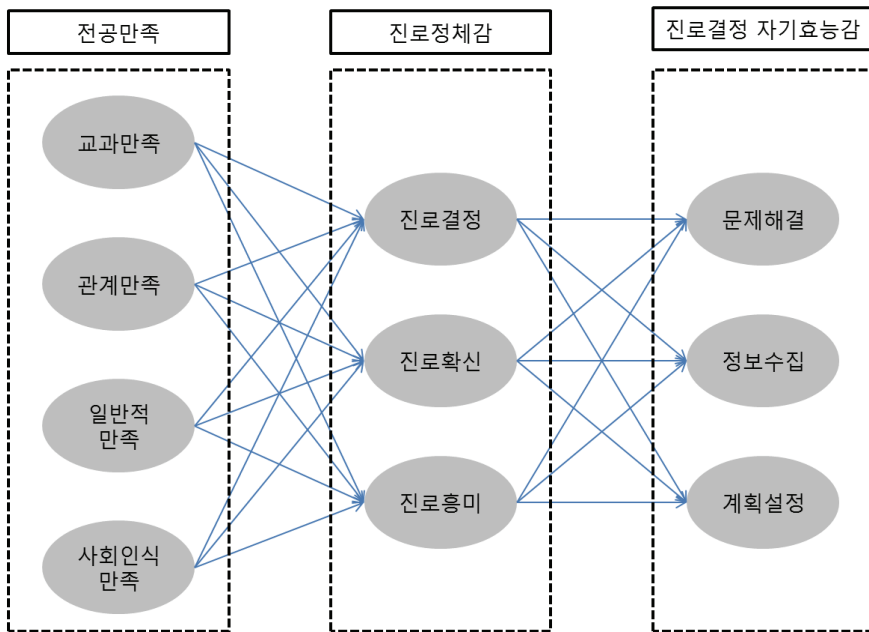 전공만족
진로정체감
진로결정 자기효능감
교과만족
관계만족
일반적
만족
사회인식
만족
진로결정
진로확신
진로흥미
문제해결
정보수집
계획설정